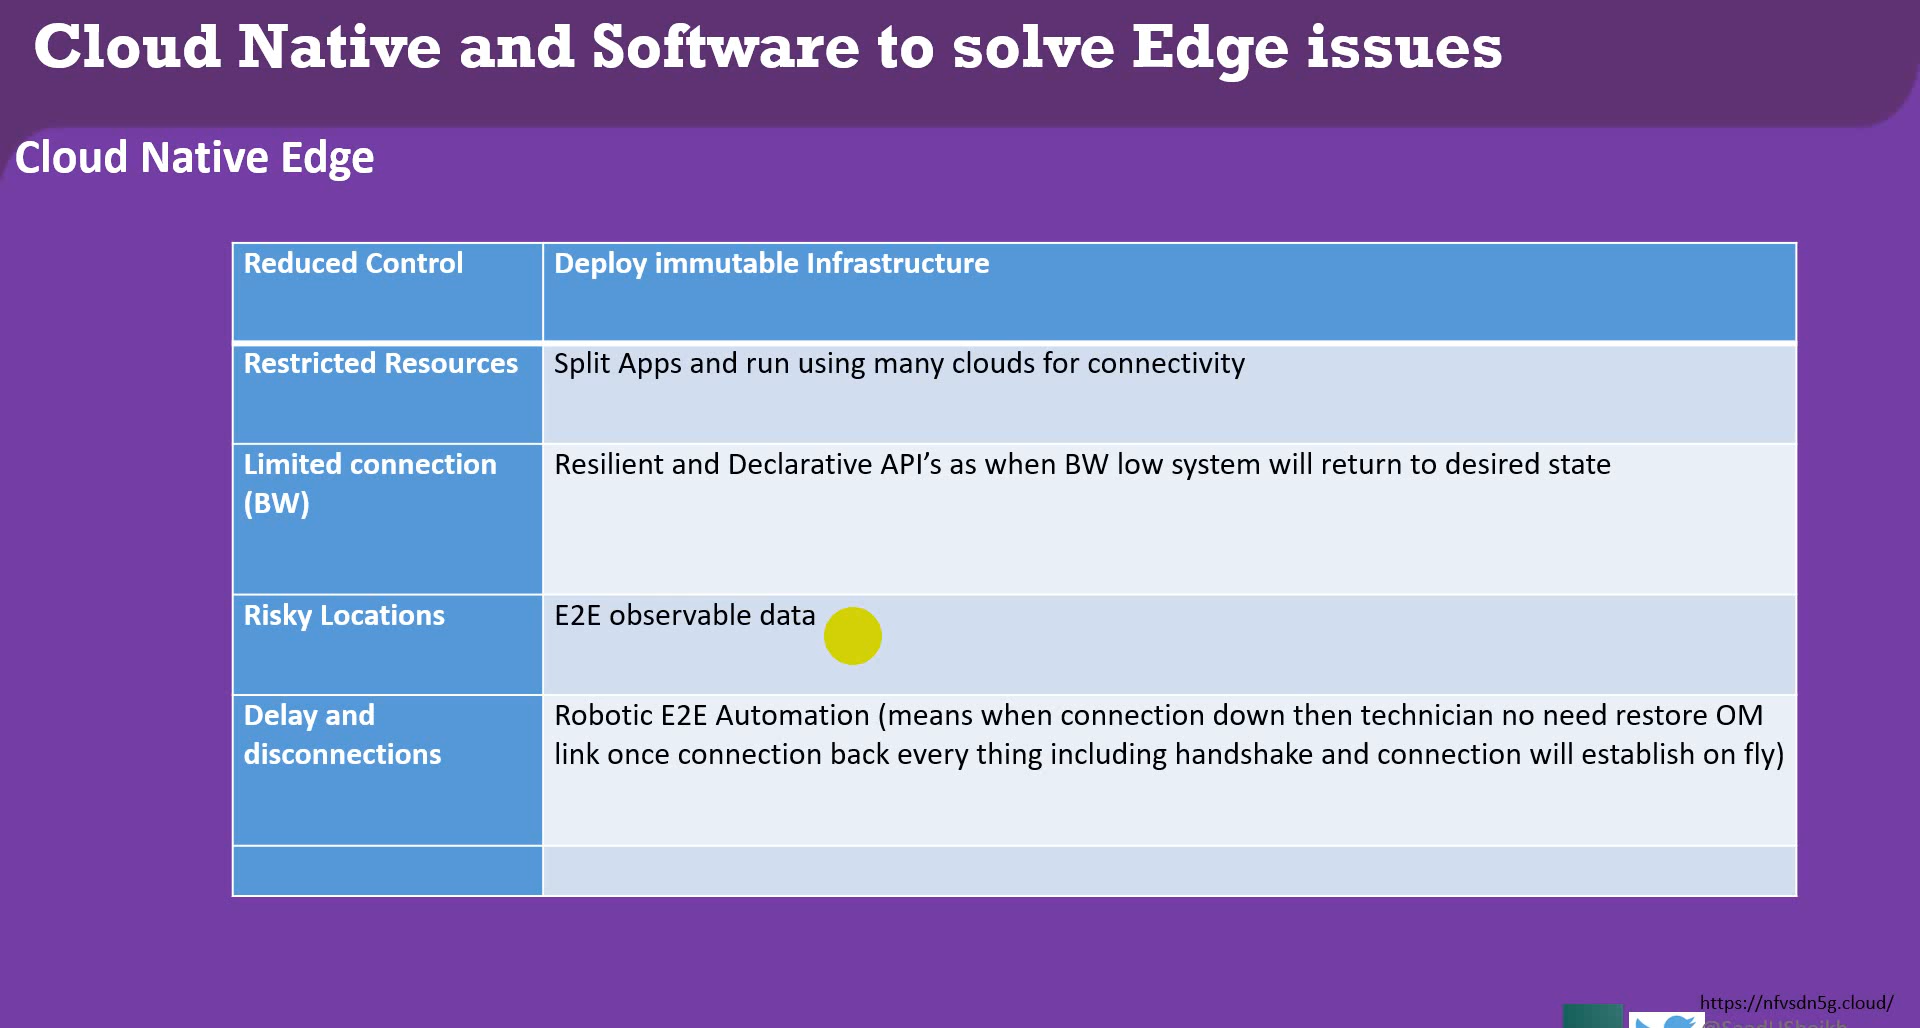 Cloud Native and Software to solve Edge issues
Cloud Native Edge
Reduced Control
Deploy immutable Infrastructure
Restricted Resources
Split Apps and run using many clouds for connectivity
Limited connection
(BW)
Resilient and Declarative API’s as when BW low system will return to desired state
Risky Locations
E2E observable data
Delay and
disconnections
Robotic E2E Automation (means when connection down then technician no need restore OM
link once connection back every thing including handshake and connection will establish on fly)
https://nfvsdn5g.cloud/